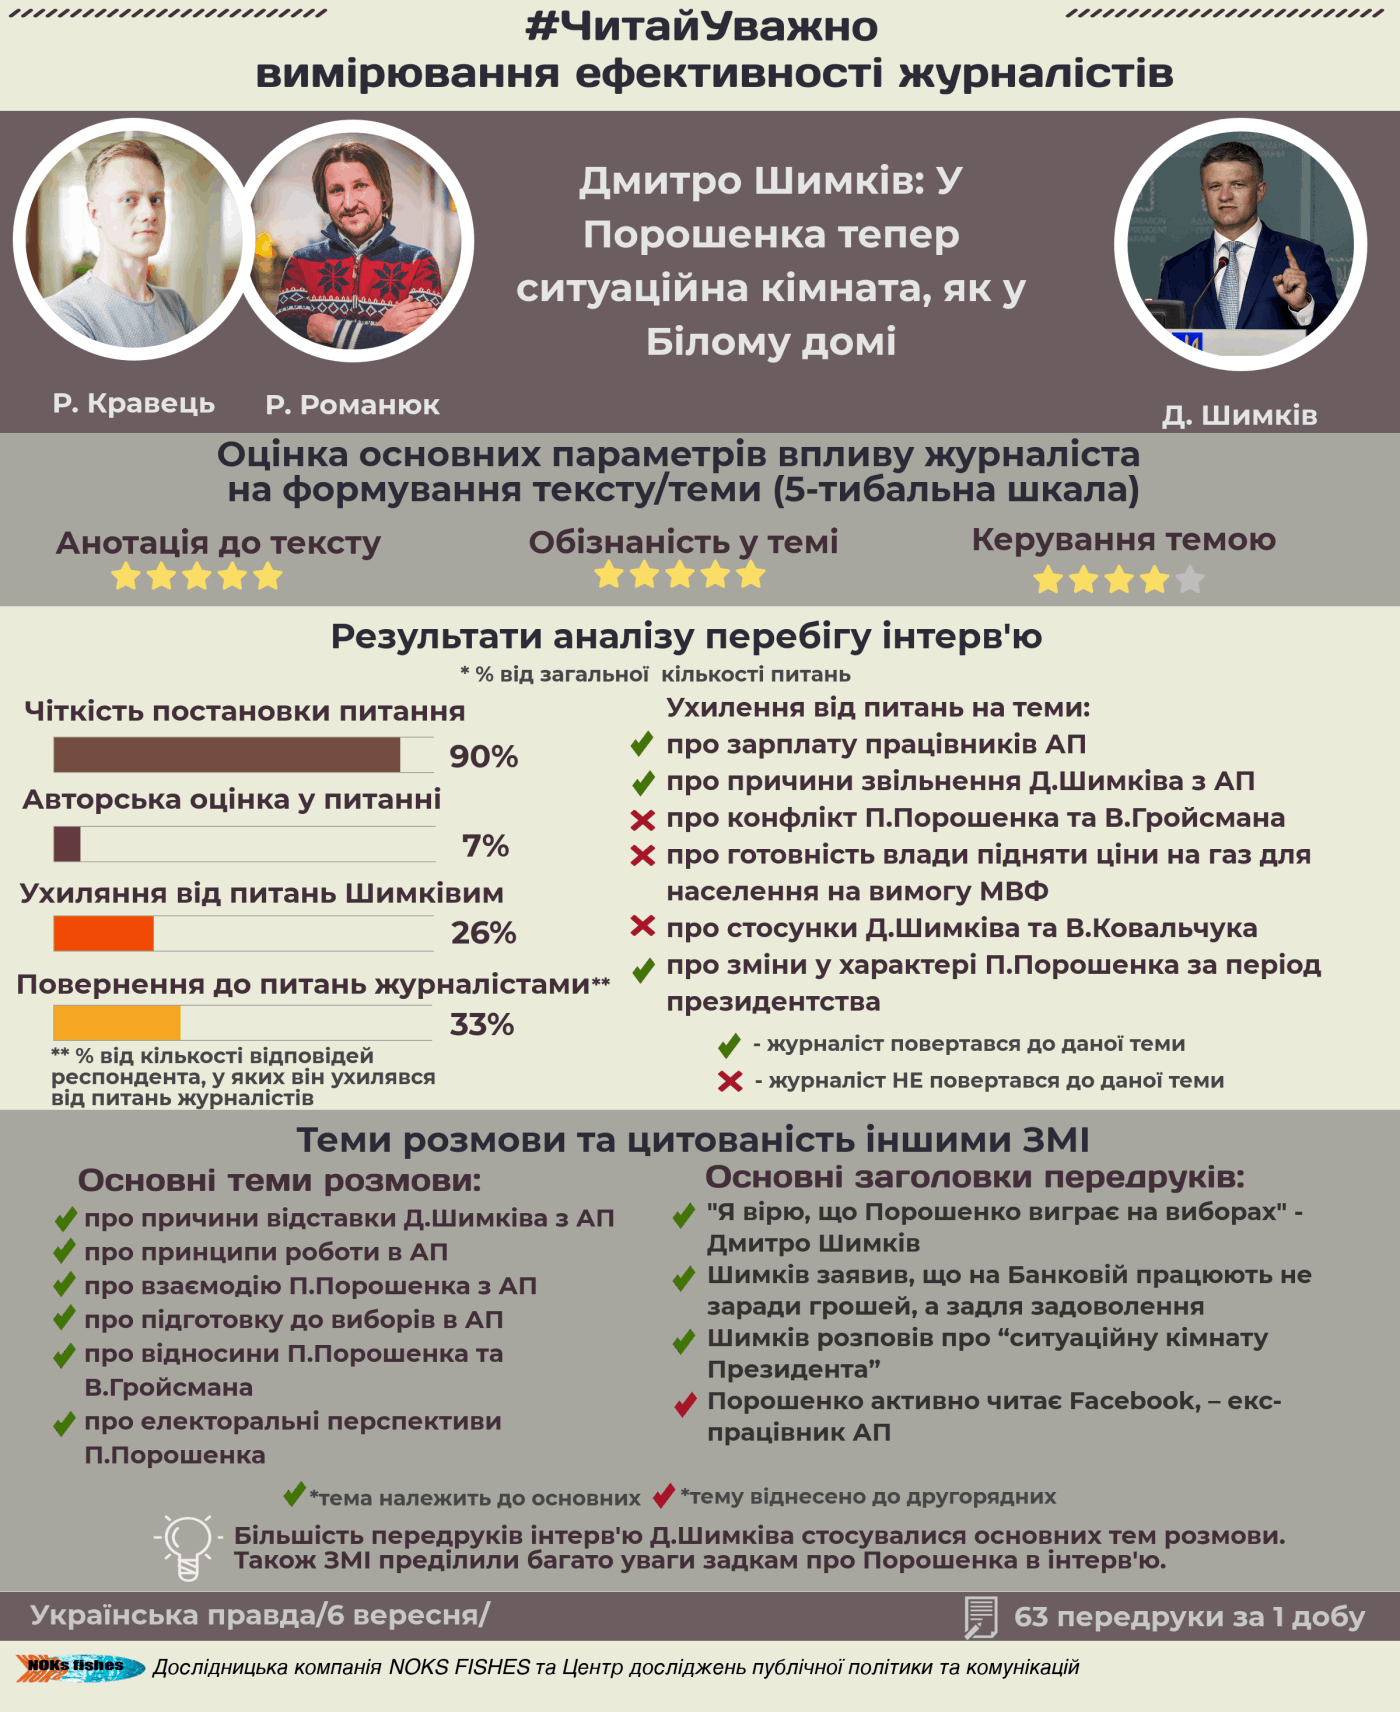 #ЧитайУважно
вимірювання ефективності журналістів
Дмитро Шимків: У
Порошенка тепер
ситуаційна кімната, як у
Білому домі
Р. Кравець
Р. Романюк
Д. Шимків
Оцінка основних параметрів впливу журналіста
на формування тексту/теми (5-тибальна шкала)
Анотація до тексту
Обізнаність у темі
Керування темою
Результати аналізу перебігу інтерв'ю
* % від загальної кількості питань
Чіткість постановки питання
90%
Авторська оцінка у питанні
7%
Ухиляння від питань Шимківим
26%
Повернення до питань журналістами**
33%
** % від кількості відповідей
респондента, у яких він ухилявся
від питань журналістів
Ухилення від питань на теми:
про зарплату працівників АП
про причини звільнення Д.Шимківа з АП
про конфлікт П.Порошенка та В.Гройсмана
про готовність влади підняти ціни на газ для
населення на вимогу МВФ
про стосунки Д.Шимківа та В.Ковальчука
про зміни у характері П.Порошенка за період
президентства
- журналіст повертався до даної теми
- журналіст НЕ повертався до даної теми
Теми розмови та цитованість іншими ЗМІ
Основні теми розмови:
про причини відставки Д.Шимківа з АП
про принципи роботи в АП
про взаємодію П.Порошенка з АП
про підготовку до виборів в АП
про відносини П.Порошенка та
В.Гройсмана
про електоральні перспективи
П.Порошенка
Основні заголовки передруків:
"Я вірю, що Порошенко виграє на виборах" -
Дмитро Шимків
Шимків заявив, що на Банковій працюють не
заради грошей, а задля задоволення
Шимків розповів про “ситуаційну кімнату
Президента”
Порошенко активно читає Facebook, – екс-
працівник АП
*тема належить до основних
*тему віднесено до другорядних
Більшість передруків інтерв'ю Д.Шимківа стосувалися основних тем розмови.
Також ЗМІ преділили багато уваги задкам про Порошенка в інтерв'ю.
Українська правда/6 вересня/
63 передруки за 1 добу
NOKs fishes
Дослідницька компанія NOKS FISHES та Центр досліджень публічної політики та комунікацій